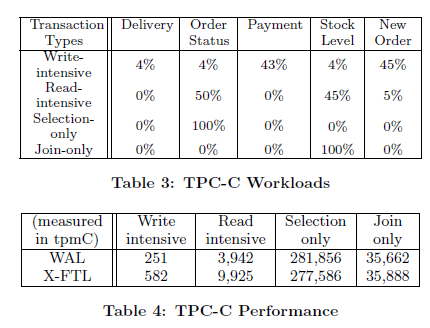 Transaction Delivery Order Payment Stock New
Types Status Level Order
Write-
intensive 4% 4% 43% 4% 45%
Read-
intensive 0% 50% 0% 45% 5%
Selection-
only 0% 100% 0% 0% 0%
Join-only 0% 0% 0% 100% 0%
Table 3: TPC-C Workloads
(measured Write Read Selection Join
in tpmC) intensive intensive only only
WAL 251 3,942 281,856 35,662
X-FTL 582 9,925 277,586 35,888
Table 4: TPC-C Performance